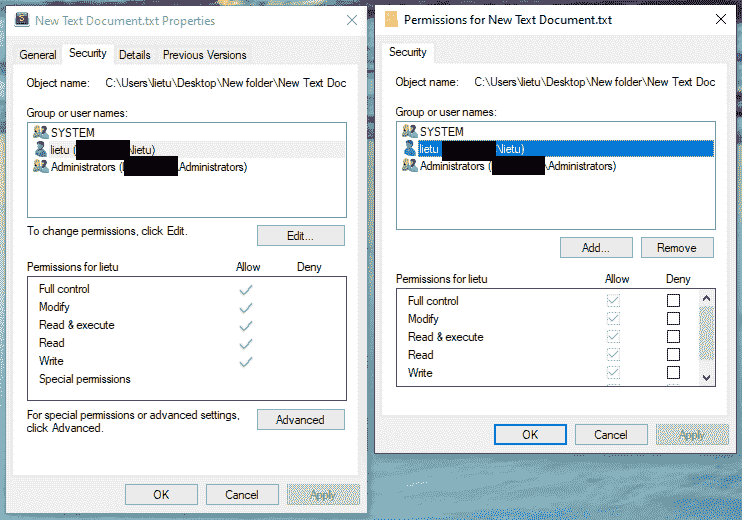 New Text Document.txt Properties
General Security Details Previous Versions
Object name: C:\Users\lietu\Desktop\New folder\New Text Doc
Group or user names:
SYSTEM
lietu (\lietu)
Administrators (\Administrators)
To change permissions, click Edit.
Edit...
Permissions for lietu Allow Deny
Full control
Modify
Read & execute
Read
Write
Special permissions
For special permissions or advanced settings,
click Advanced.
Advanced
OK Cancel Apply
Permissions for New Text Document.txt
Security
Object name: C:\Users\lietu\Desktop\New folder\New Text Doc
Group or user names:
SYSTEM
lietu \lietu)
Administrators (\Administrators)
Add... Remove
Permissions for lietu Allow Deny
Full control
Modify
Read & execute
Read
Write
OK Cancel Apply